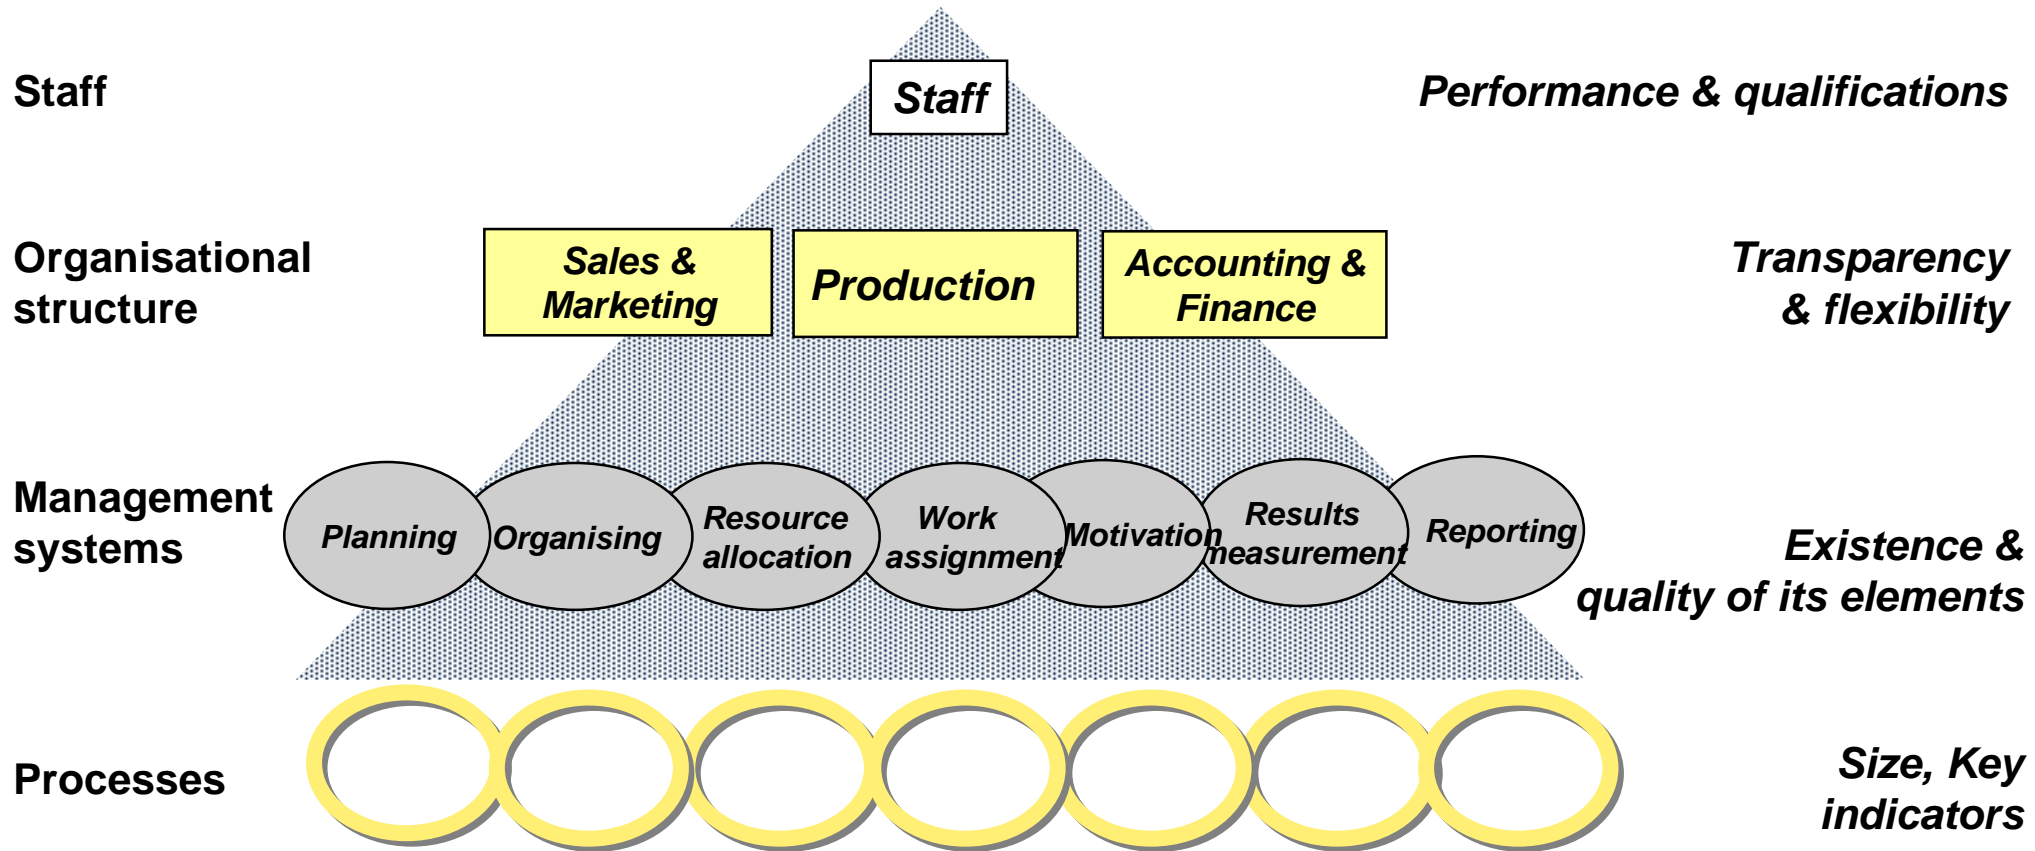 Staff
Staff
Performance & qualifications
Organisational
structure
Sales &
Marketing
Production
Accounting &
Finance
Transparency
& flexibility
Management
systems
Planning
Organising
Resource
allocation
Work
assignment
Motivation
Results
measurement
Reporting
Existence &
quality of its elements
Processes
Size, Key
indicators